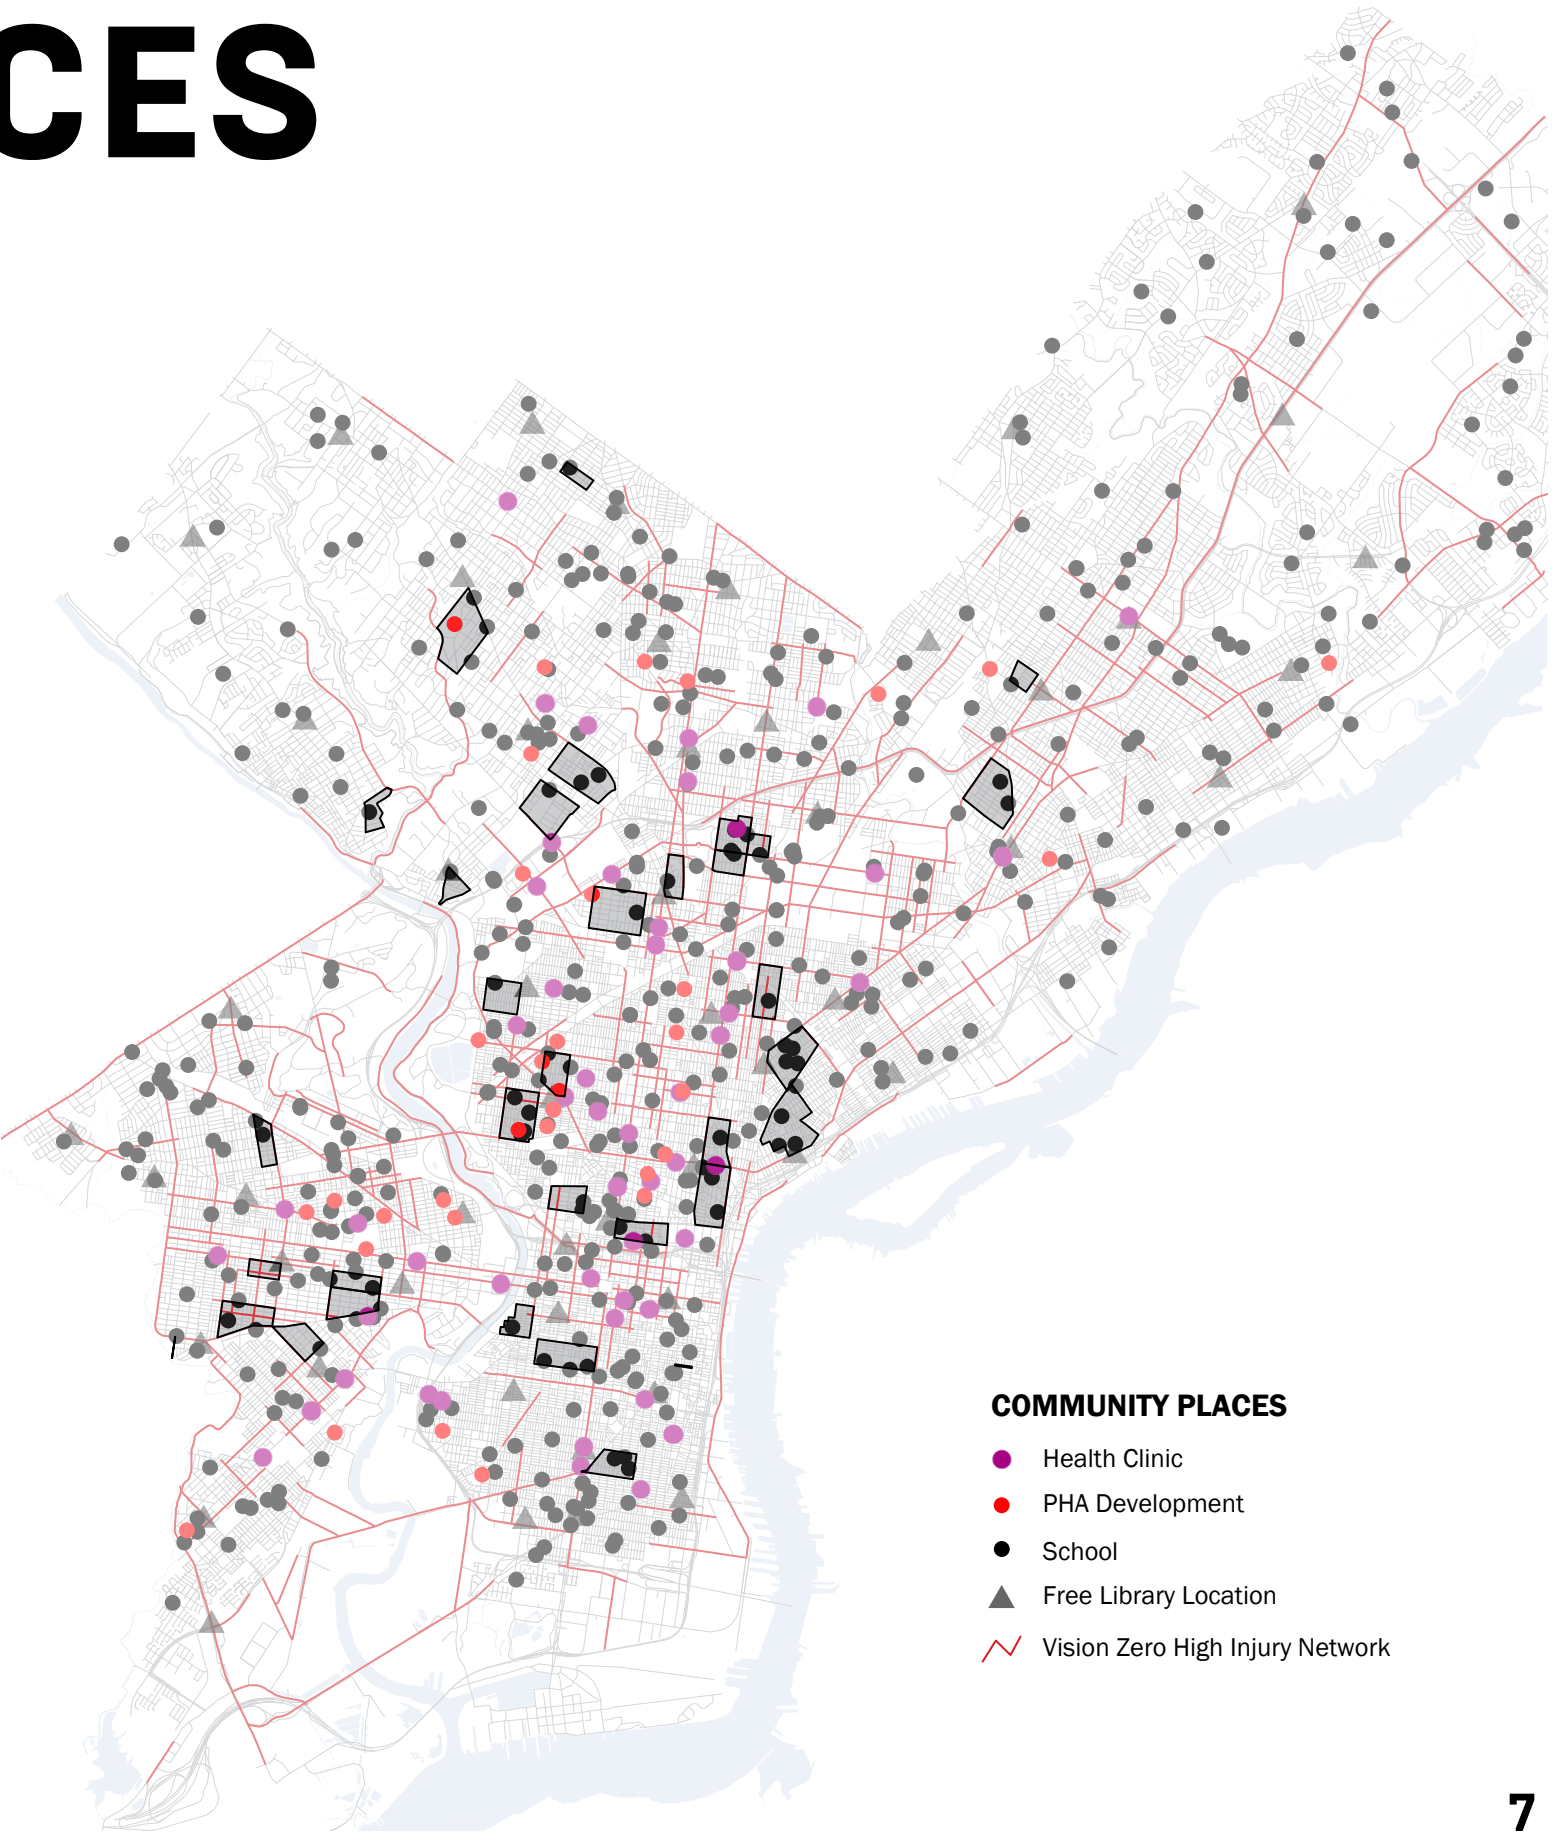 CES
COMMUNITY PLACES
Health Clinic
PHA Development
School
Free Library Location
Vision Zero High Injury Network
7